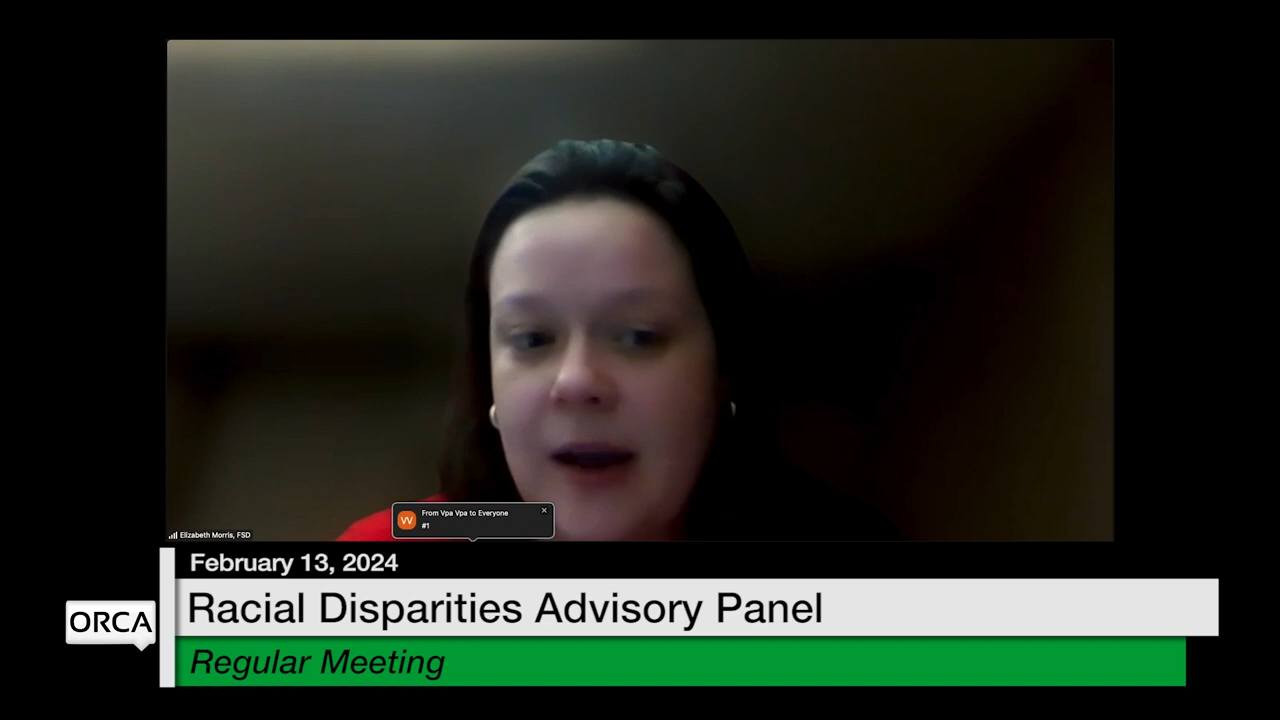 From Vpa Vpa to Everyone
VV
#1
Elizabeth Morris, FSD
February 13, 2024
ORCA
Racial Disparities Advisory Panel
Regular Meeting